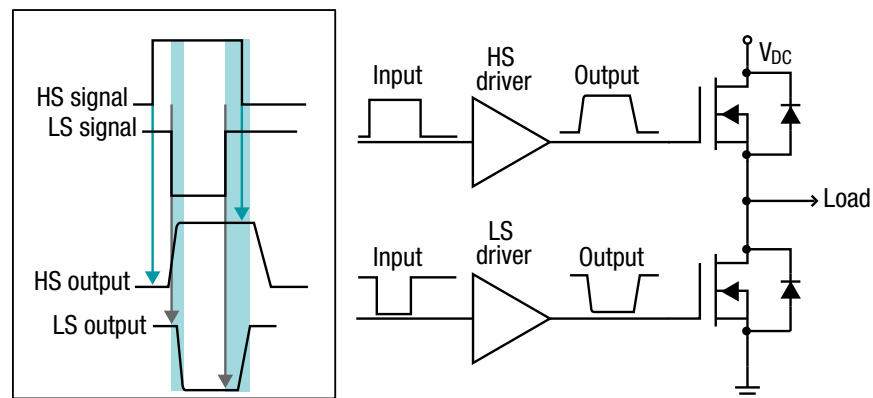 HS signal
LS signal
HS output
LS output
Input
HS
driver
Output
V_DC
Load
Input
LS
driver
Output